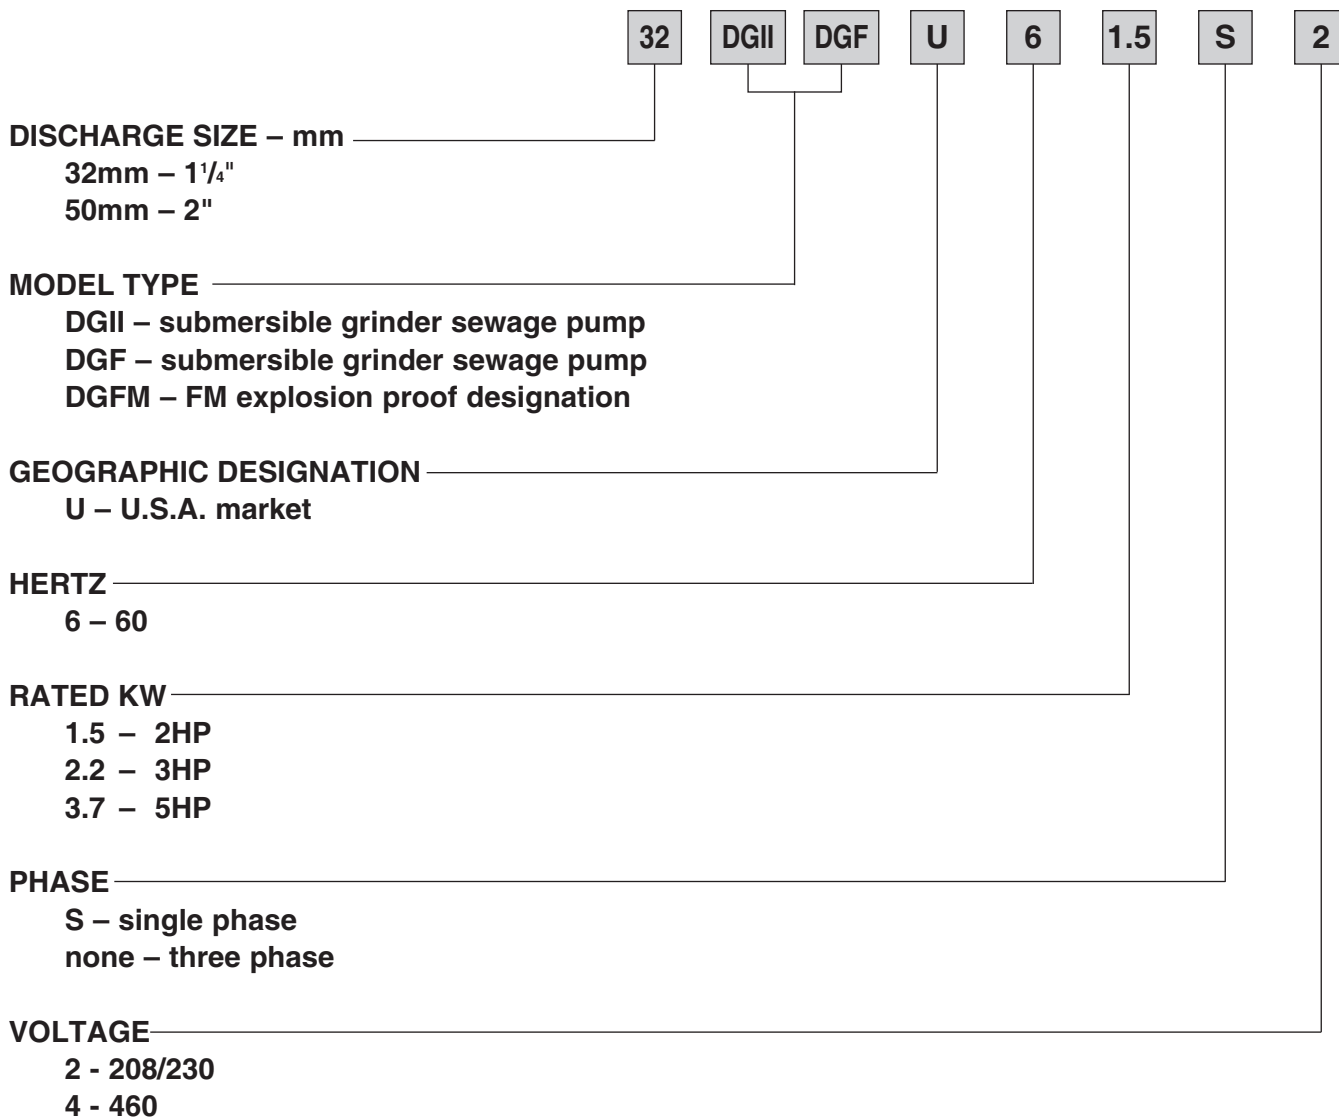 32 DGII DGF U 6 1.5 S 2
DISCHARGE SIZE – mm
32mm – 1 1/4"
50mm – 2"
MODEL TYPE
DGII – submersible grinder sewage pump
DGF – submersible grinder sewage pump
DGFM – FM explosion proof designation
GEOGRAPHIC DESIGNATION
U – U.S.A. market
HERTZ
6 – 60
RATED KW
1.5 – 2HP
2.2 – 3HP
3.7 – 5HP
PHASE
S – single phase
none – three phase
VOLTAGE
2 - 208/230
4 - 460